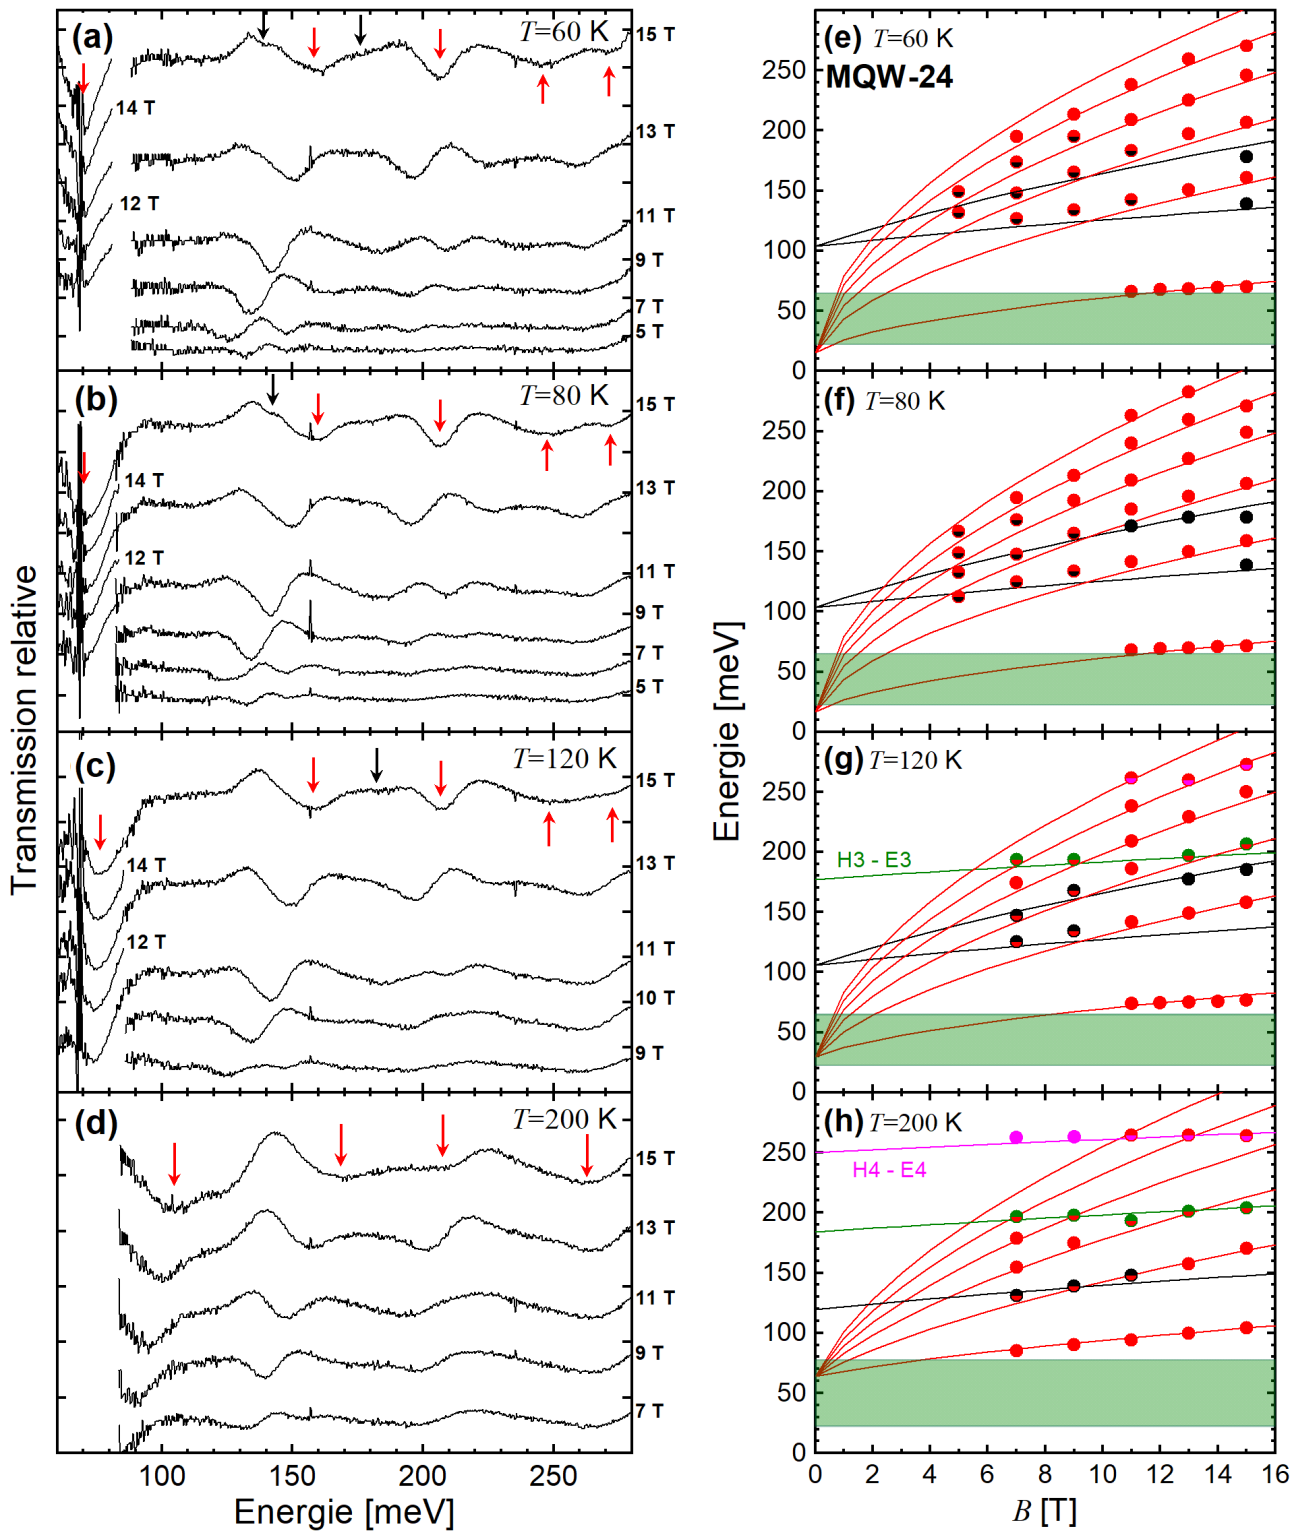 (a)
T=60 K
15 T
14 T
13 T
12 T
11 T
9 T
7 T
5 T
(b)
T=80 K
15 T
14 T
13 T
12 T
11 T
9 T
7 T
5 T
(c)
T=120 K
15 T
14 T
13 T
12 T
11 T
10 T
9 T
(d)
T=200 K
15 T
13 T
11 T
9 T
7 T
100
150
200
250
Energie [meV]
Transmission relative
(e) T=60 K
MQW-24
250
200
150
100
50
0
(f) T=80 K
250
200
150
100
50
0
(g) T=120 K
H3 - E3
250
200
150
100
50
0
(h) T=200 K
H4 - E4
250
200
150
100
50
0
0
2
4
6
8
10
12
14
16
B [T]
Energie [meV]